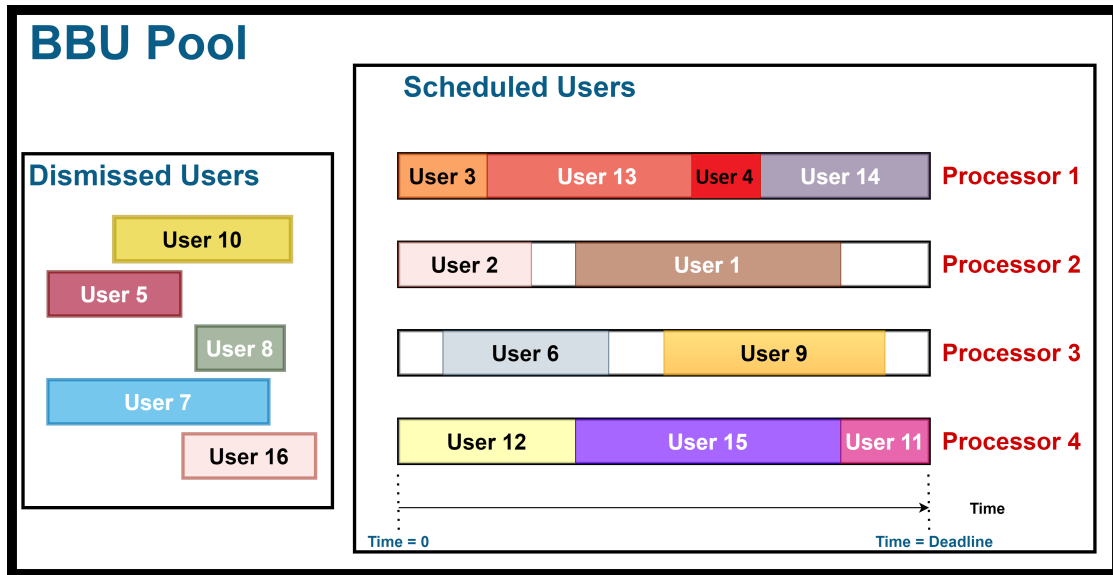 BBU Pool
Dismissed Users
User 10
User 5
User 8
User 7
User 16
Scheduled Users
User 3 User 13 User 4 User 14 Processor 1
User 2 User 1 Processor 2
User 6 User 9 Processor 3
User 12 User 15 User 11 Processor 4
Time
Time = 0 Time = Deadline